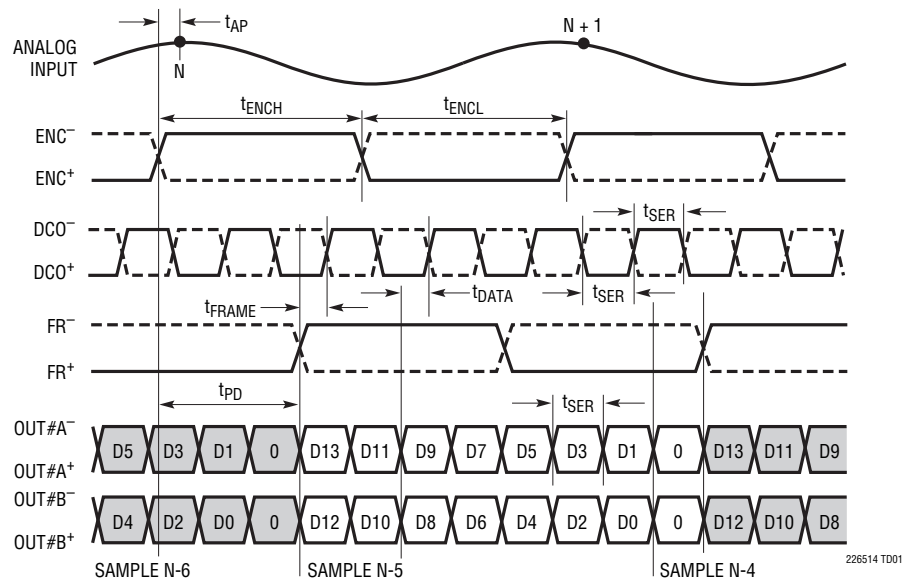 tAP
N + 1
ANALOG
INPUT
N
tENCH
tENCL
ENC–
ENC+
DCO–
tSER
DCO+
tFRAME
tDATA
tSER
FR–
FR+
tPD
tSER
OUT#A–
D5 D3 D1 0 D13 D11 D9 D7 D5 D3 D1 0 D13 D11 D9
OUT#A+
OUT#B–
D4 D2 D0 0 D12 D10 D8 D6 D4 D2 D0 0 D12 D10 D8
OUT#B+
SAMPLE N-6 SAMPLE N-5 SAMPLE N-4
226514 TD01